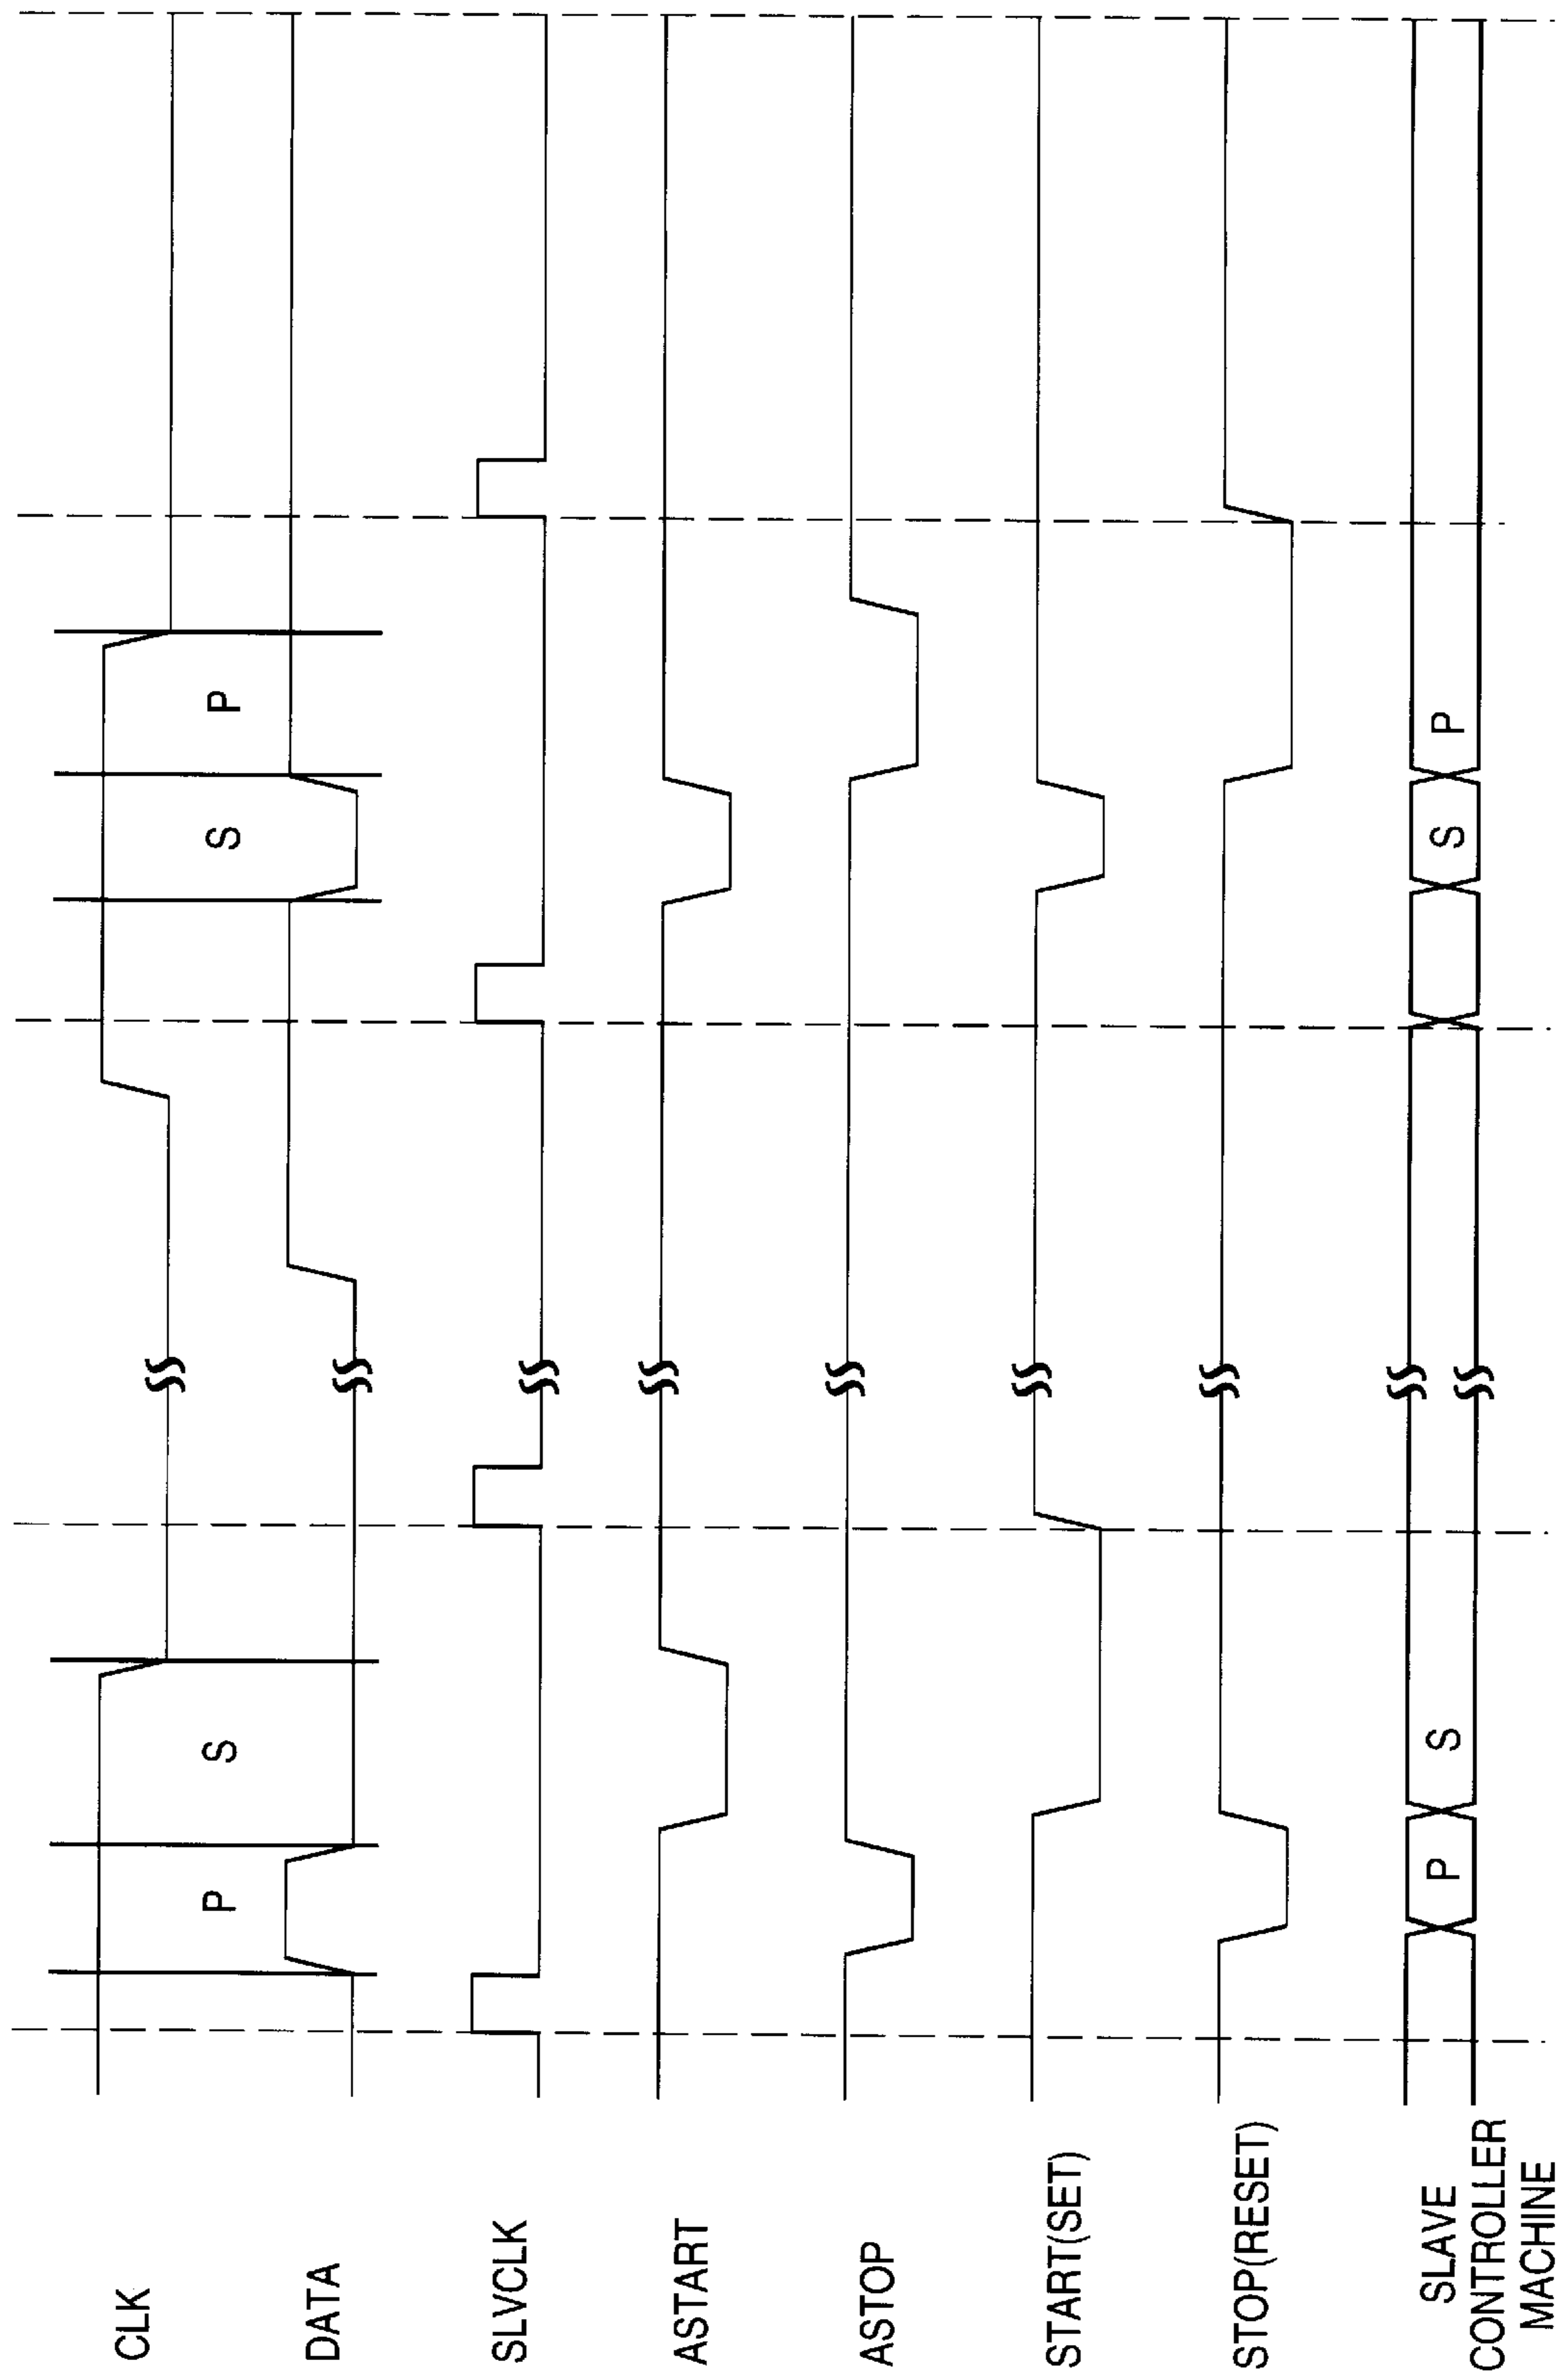 CLK
P
S
S
P
DATA
SLVCLK
ASTART
ASTOP
START(SET)
STOP(RESET)
SLAVE
CONTROLLER
MACHINE
P
S
S
P